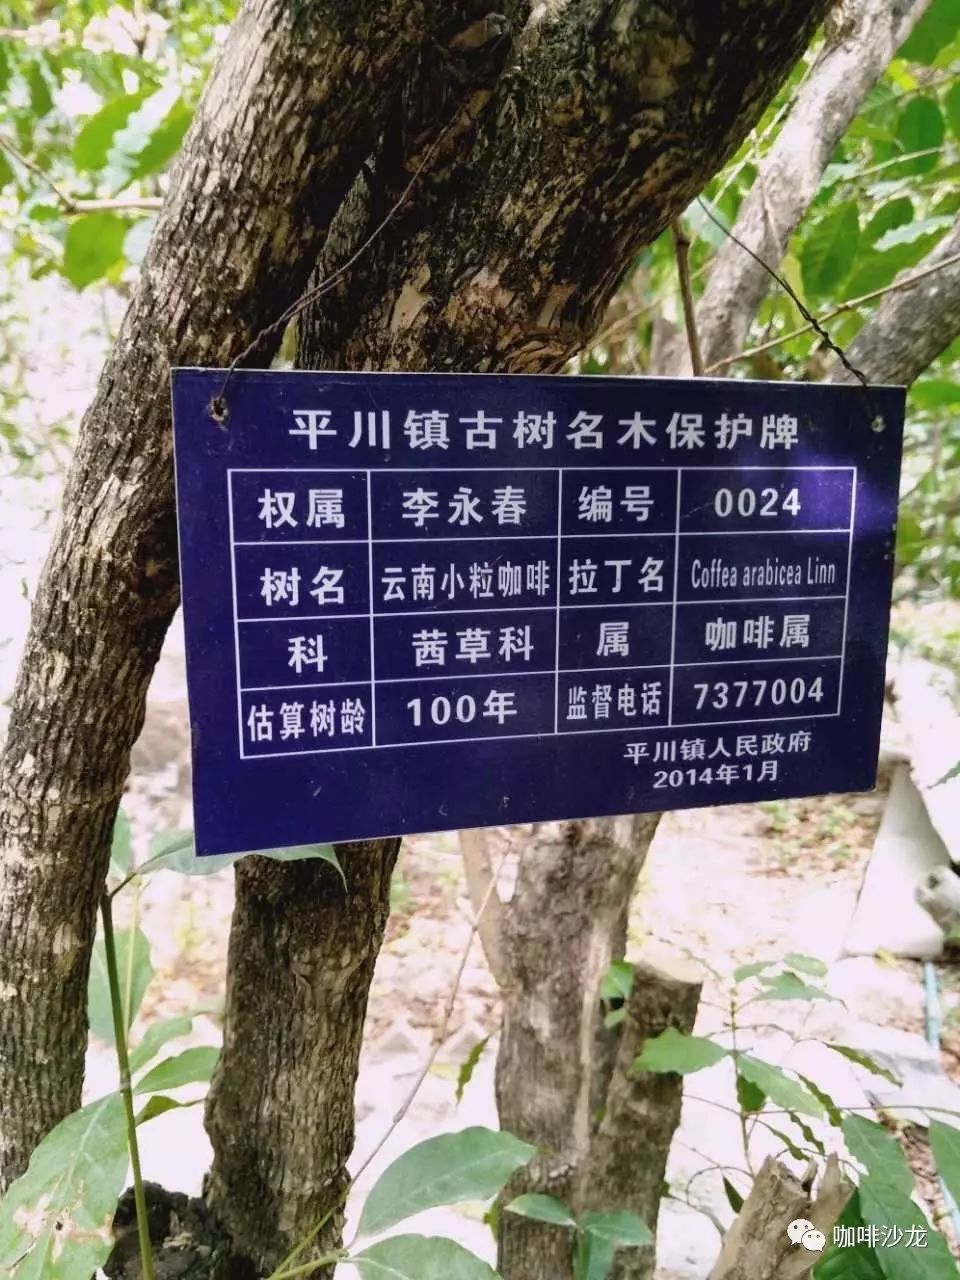 平川镇古树名木保护牌
权属 李永春 编号 0024
树名 云南小粒咖啡 拉丁名 Coffea arabicea Linn
科 茜草科 属 咖啡属
估算树龄 100年 监督电话 7377004
平川镇人民政府
2014年1月
咖啡沙龙